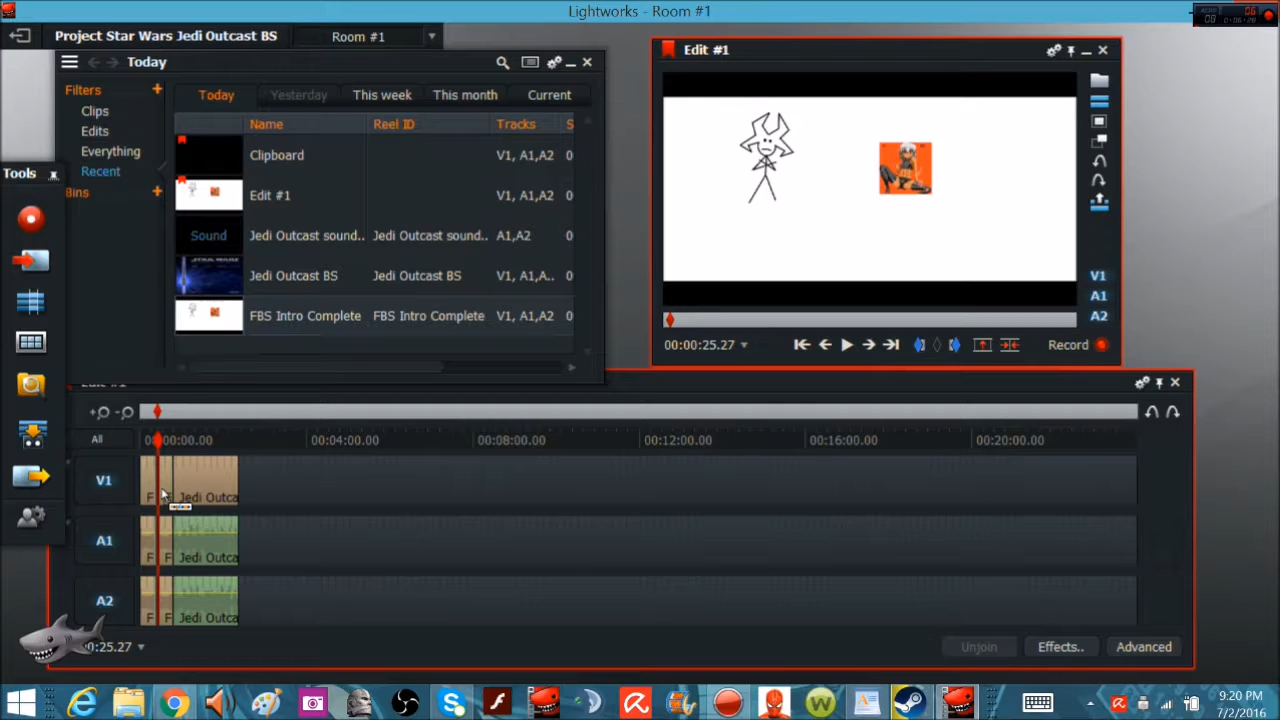 Lightworks - Room #1
Project Star Wars Jedi Outcast BS
Room #1
Today
Filters
Clips
Edits
Everything
Recent
Bins
Today Yesterday This week This month Current
Name Reel ID Tracks S
Clipboard V1, A1,A2 0
Edit #1 V1, A1,A2 0
Sound Jedi Outcast sound.. Jedi Outcast sound.. A1,A2 0
Jedi Outcast BS Jedi Outcast BS V1, A1,A.. 0
FBS Intro Complete FBS Intro Complete V1, A1,A2 0
Tools
Edit #1
V1
A1
A2
00:00:25.27
Record
All
00:04:00.00 00:08:00.00 00:12:00.00 00:16:00.00 00:20:00.00
V1 F F Jedi Outca
A1 F F Jedi Outca
A2 F F Jedi Outca
replace
0:25.27
Unjoin Effects.. Advanced
9:20 PM
7/2/2016